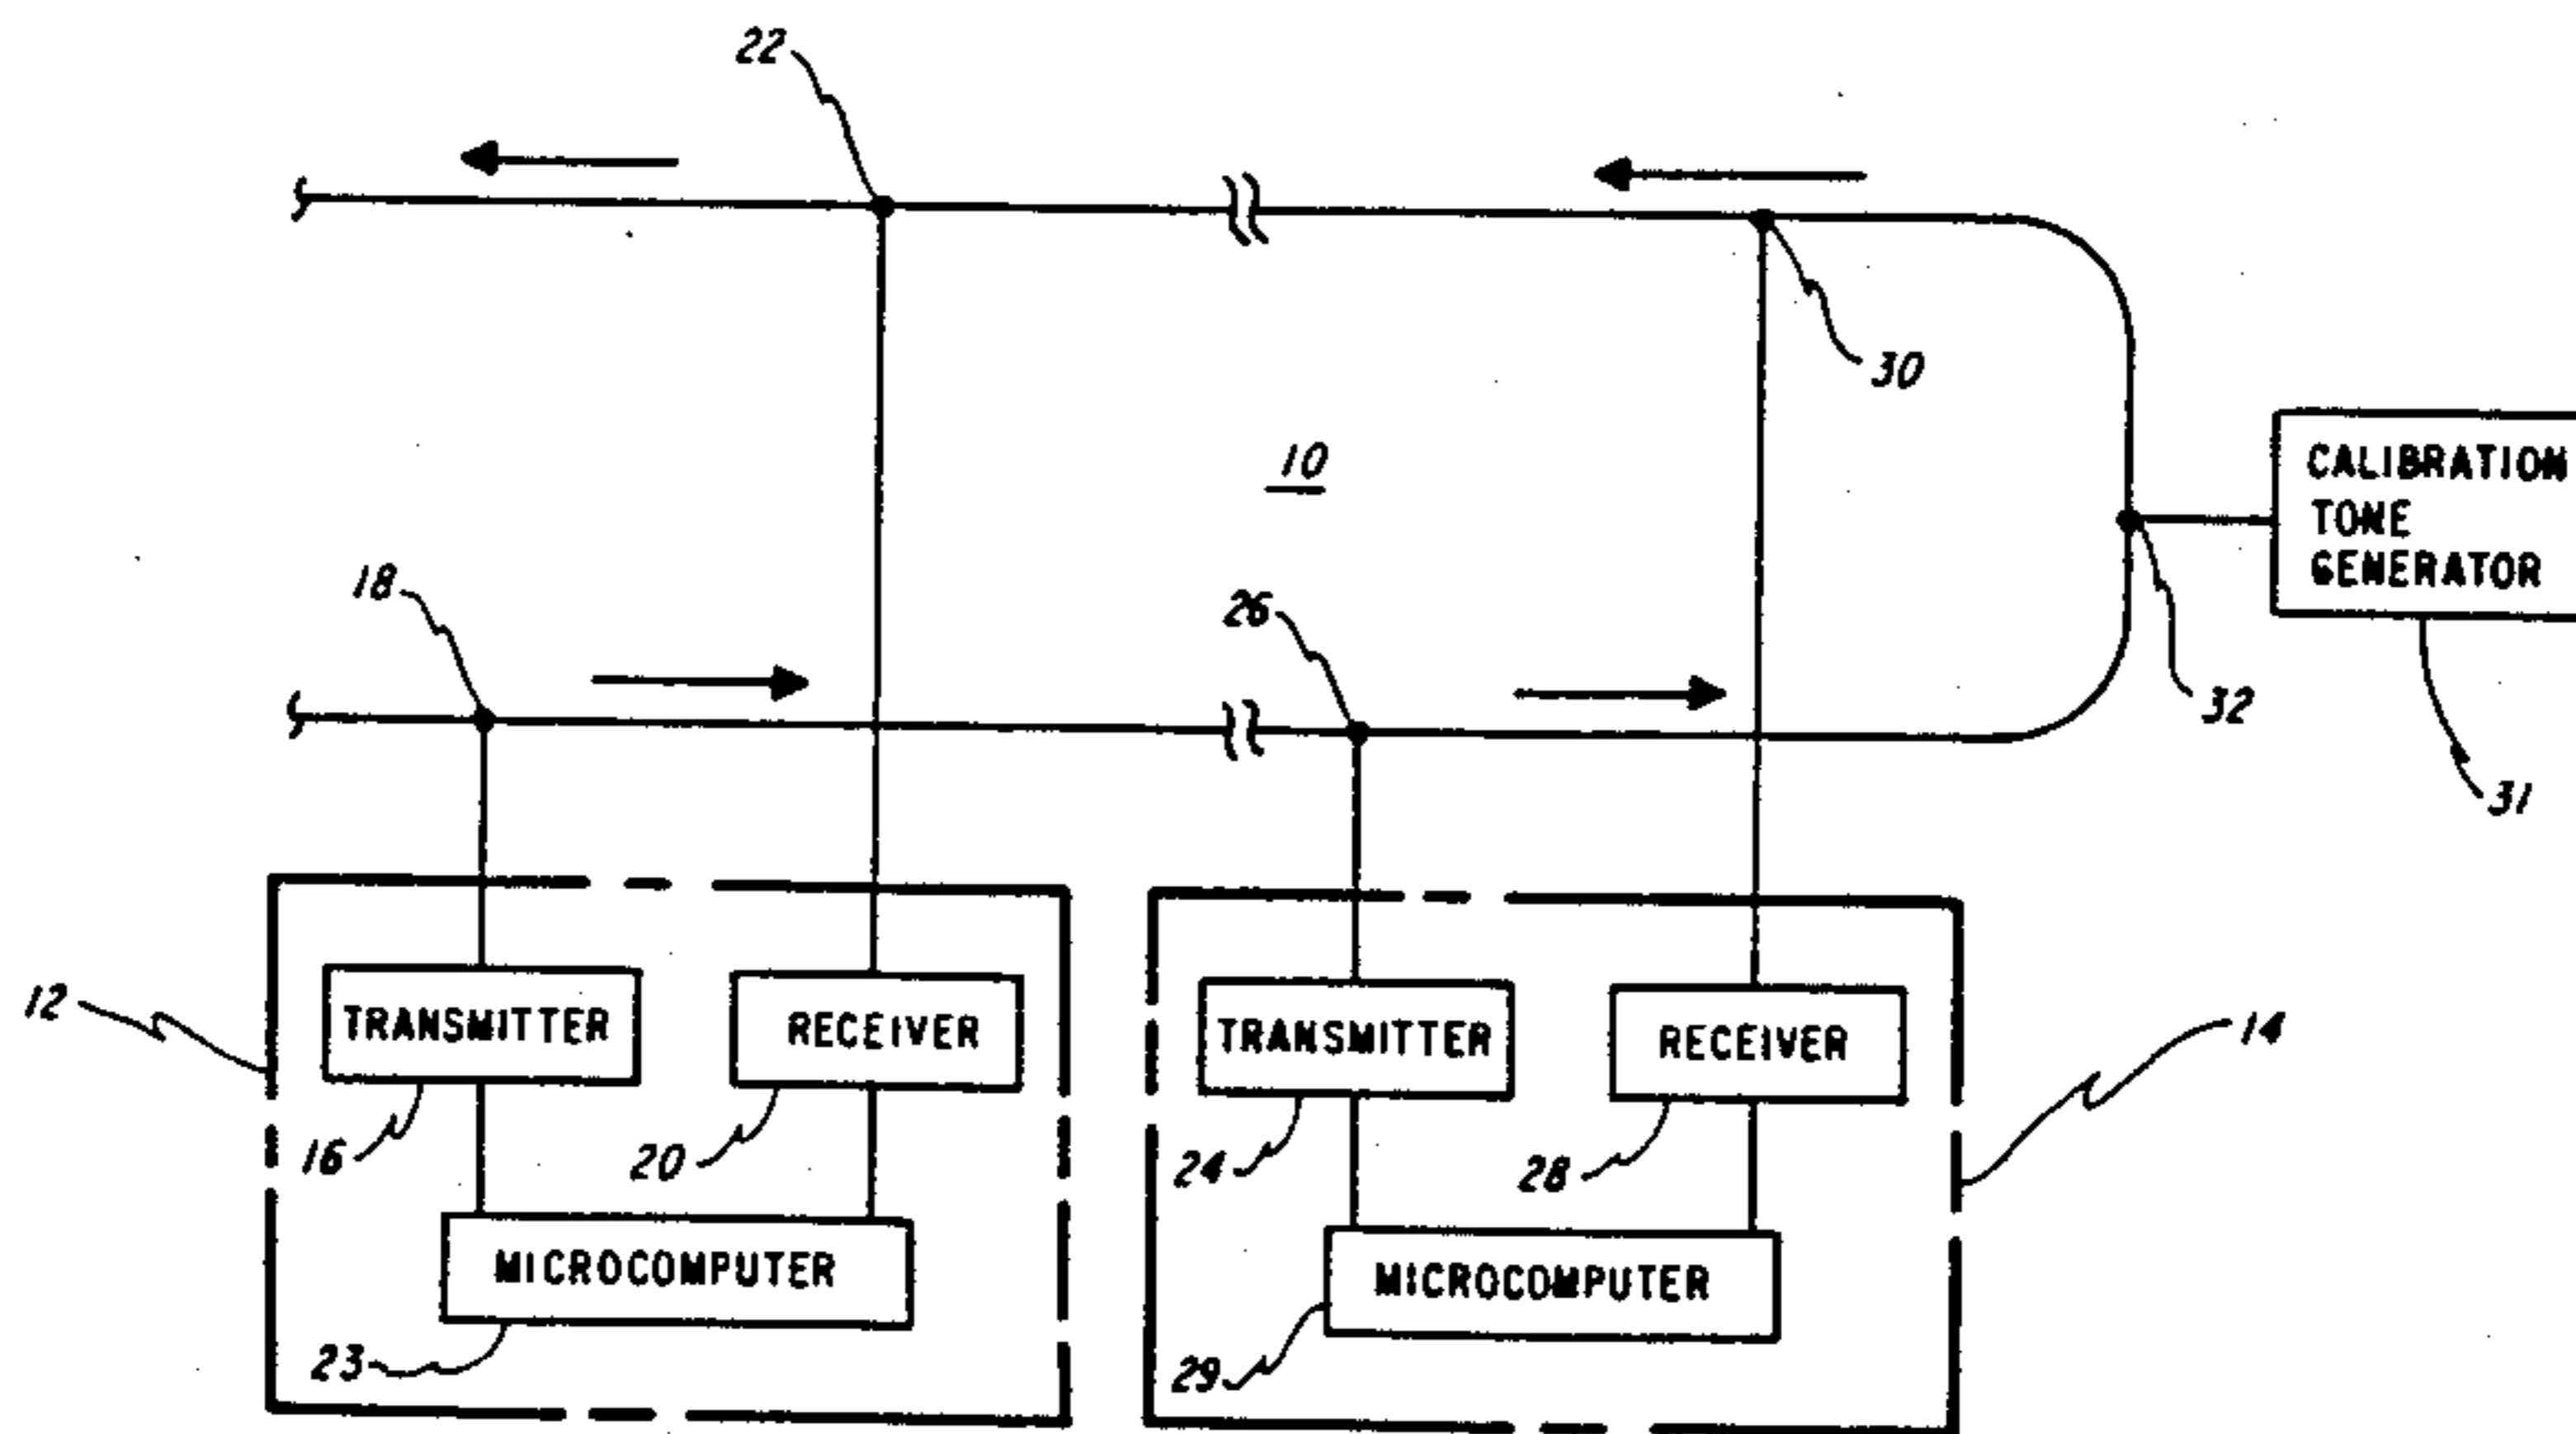 22
30
10
CALIBRATION
TONE
GENERATOR
18
26
32
31
12
TRANSMITTER
RECEIVER
TRANSMITTER
RECEIVER
14
16
20
24
28
MICROCOMPUTER
MICROCOMPUTER
23
29